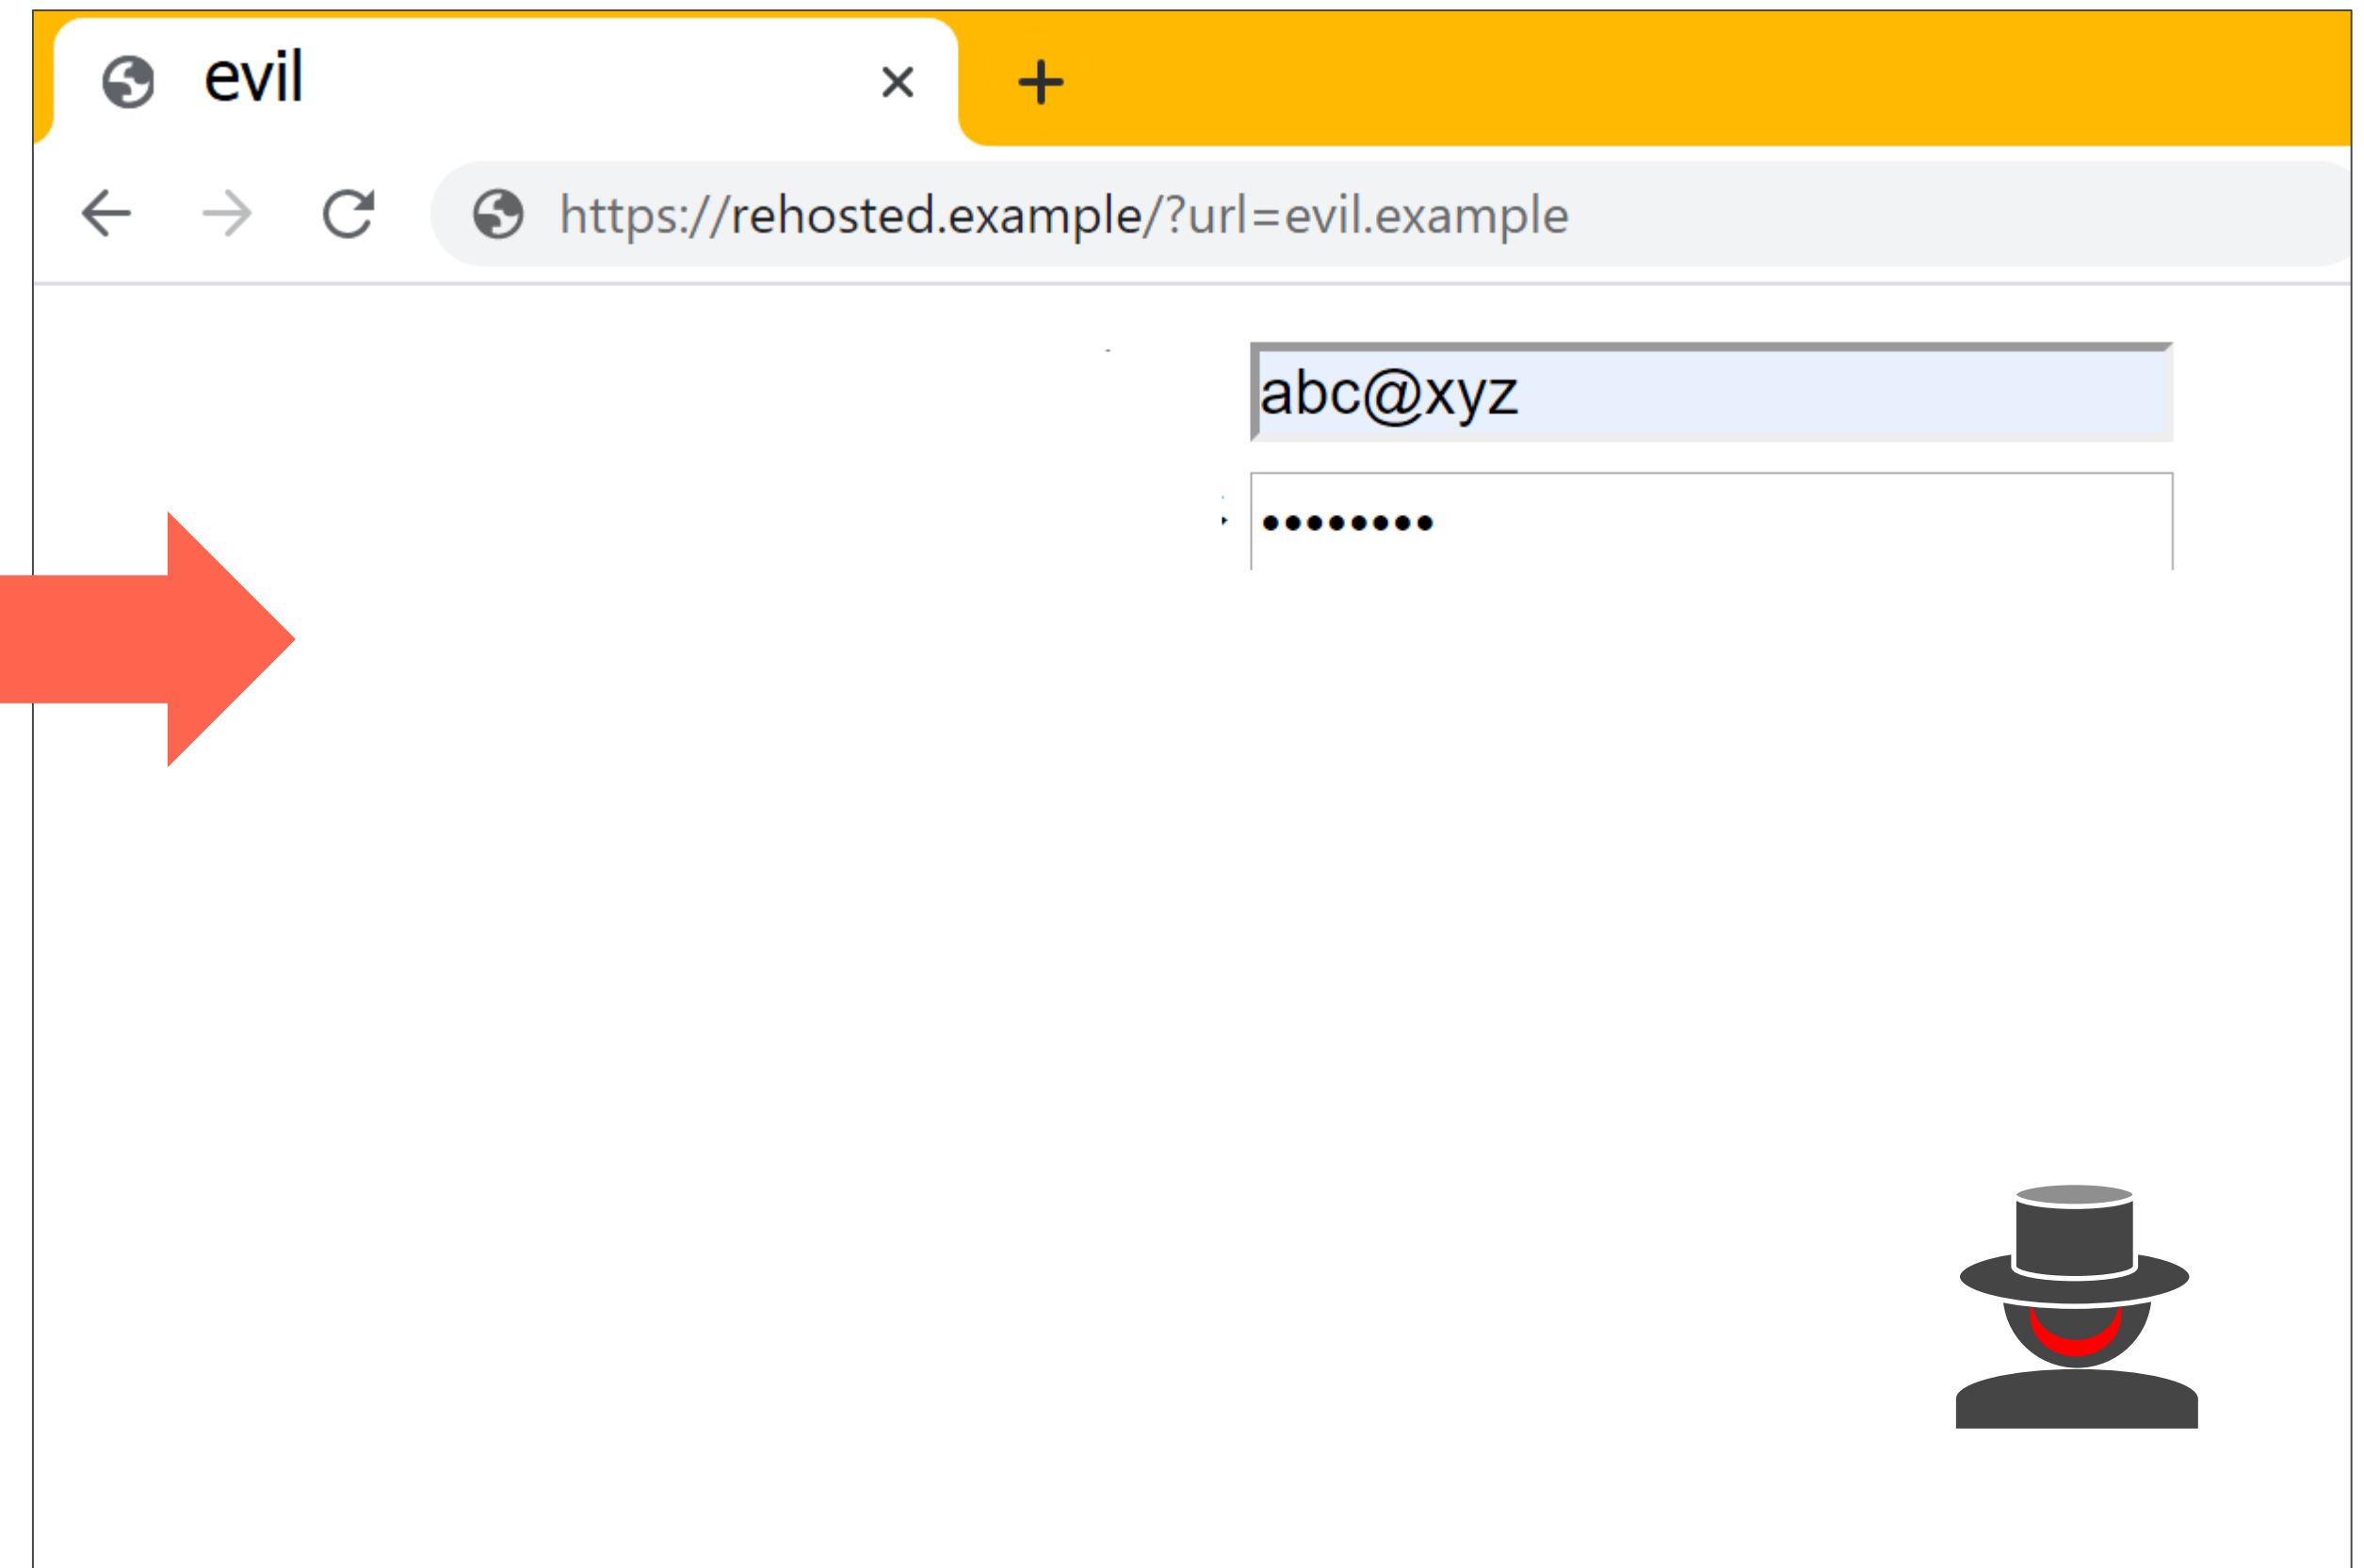 evil
https://rehosted.example/?url=evil.example
abc@xyz
••••••••